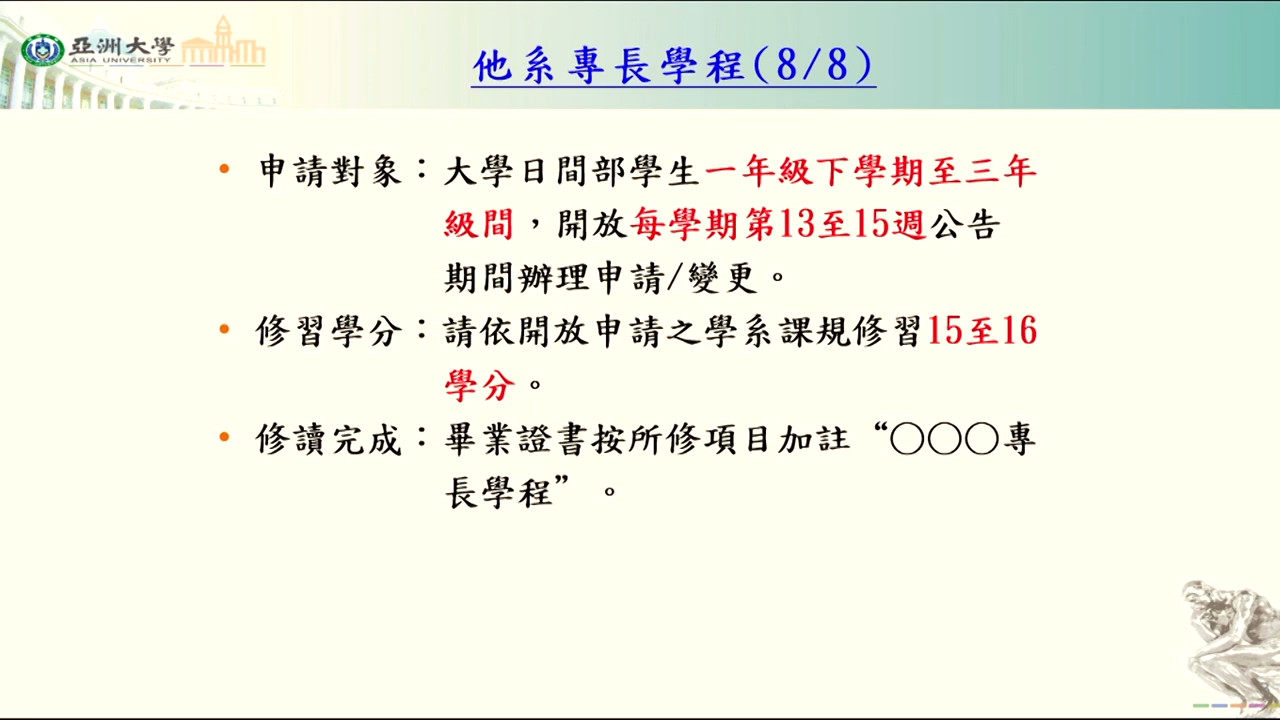 亞洲大學
ASIA UNIVERSITY
他系專長學程(8/8)
• 申請對象：大學日間部學生一年級下學期至三年
級間，開放每學期第13至15週公告
期間辦理申請/變更。
• 修習學分：請依開放申請之學系課規修習15至16
學分。
• 修讀完成：畢業證書按所修項目加註“○○○專
長學程”。